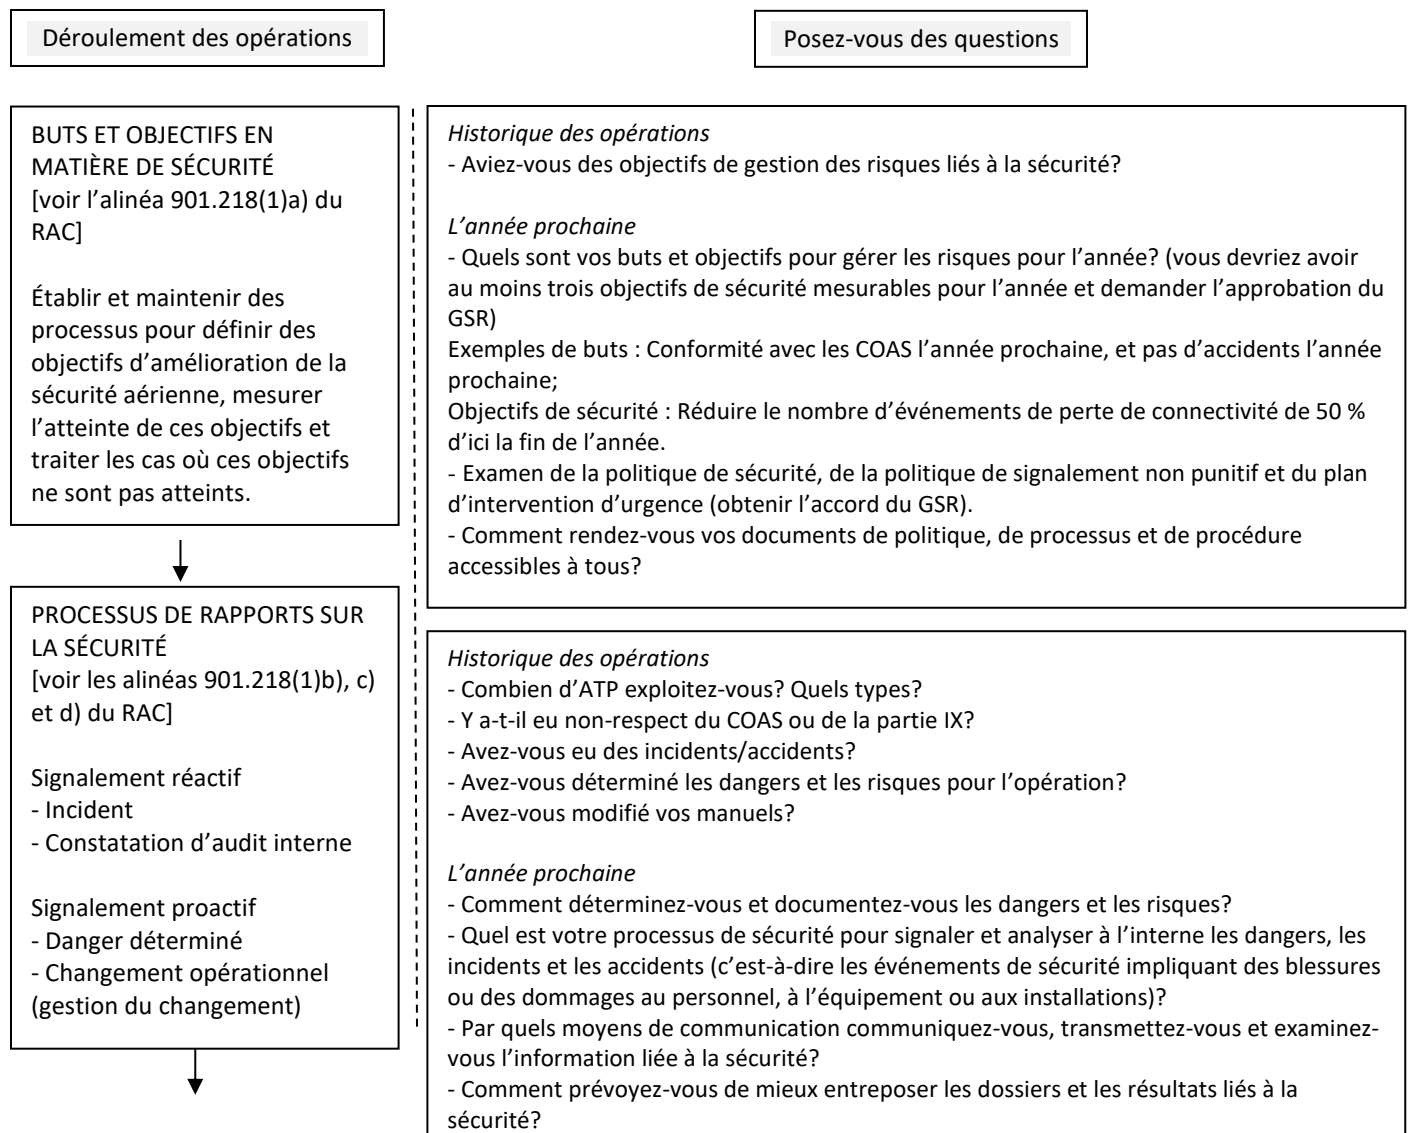 Déroulement des opérations
Posez-vous des questions
BUTS ET OBJECTIFS EN
MATIÈRE DE SÉCURITÉ
[voir l’alinéa 901.218(1)a) du
RAC]
Établir et maintenir des
processus pour définir des
objectifs d’amélioration de la
sécurité aérienne, mesurer
l’atteinte de ces objectifs et
traiter les cas où ces objectifs
ne sont pas atteints.
Historique des opérations
- Aviez-vous des objectifs de gestion des risques liés à la sécurité?
L’année prochaine
- Quels sont vos buts et objectifs pour gérer les risques pour l’année? (vous devriez avoir
au moins trois objectifs de sécurité mesurables pour l’année et demander l’approbation du
GSR)
Exemples de buts : Conformité avec les COAS l’année prochaine, et pas d’accidents l’année
prochaine;
Objectifs de sécurité : Réduire le nombre d’événements de perte de connectivité de 50 %
d’ici la fin de l’année.
- Examen de la politique de sécurité, de la politique de signalement non punitif et du plan
d’intervention d’urgence (obtenir l’accord du GSR).
- Comment rendez-vous vos documents de politique, de processus et de procédure
accessibles à tous?
PROCESSUS DE RAPPORTS SUR
LA SÉCURITÉ
[voir les alinéas 901.218(1)b), c)
et d) du RAC]
Signalement réactif
- Incident
- Constatation d’audit interne
Signalement proactif
- Danger déterminé
- Changement opérationnel
(gestion du changement)
Historique des opérations
- Combien d’ATP exploitez-vous? Quels types?
- Y a-t-il eu non-respect du COAS ou de la partie IX?
- Avez-vous eu des incidents/accidents?
- Avez-vous déterminé les dangers et les risques pour l’opération?
- Avez-vous modifié vos manuels?
L’année prochaine
- Comment déterminez-vous et documentez-vous les dangers et les risques?
- Quel est votre processus de sécurité pour signaler et analyser à l’interne les dangers, les
incidents et les accidents (c’est-à-dire les événements de sécurité impliquant des blessures
ou des dommages au personnel, à l’équipement ou aux installations)?
- Par quels moyens de communication communiquez-vous, transmettez-vous et examinez-
vous l’information liée à la sécurité?
- Comment prévoyez-vous de mieux entreposer les dossiers et les résultats liés à la
sécurité?